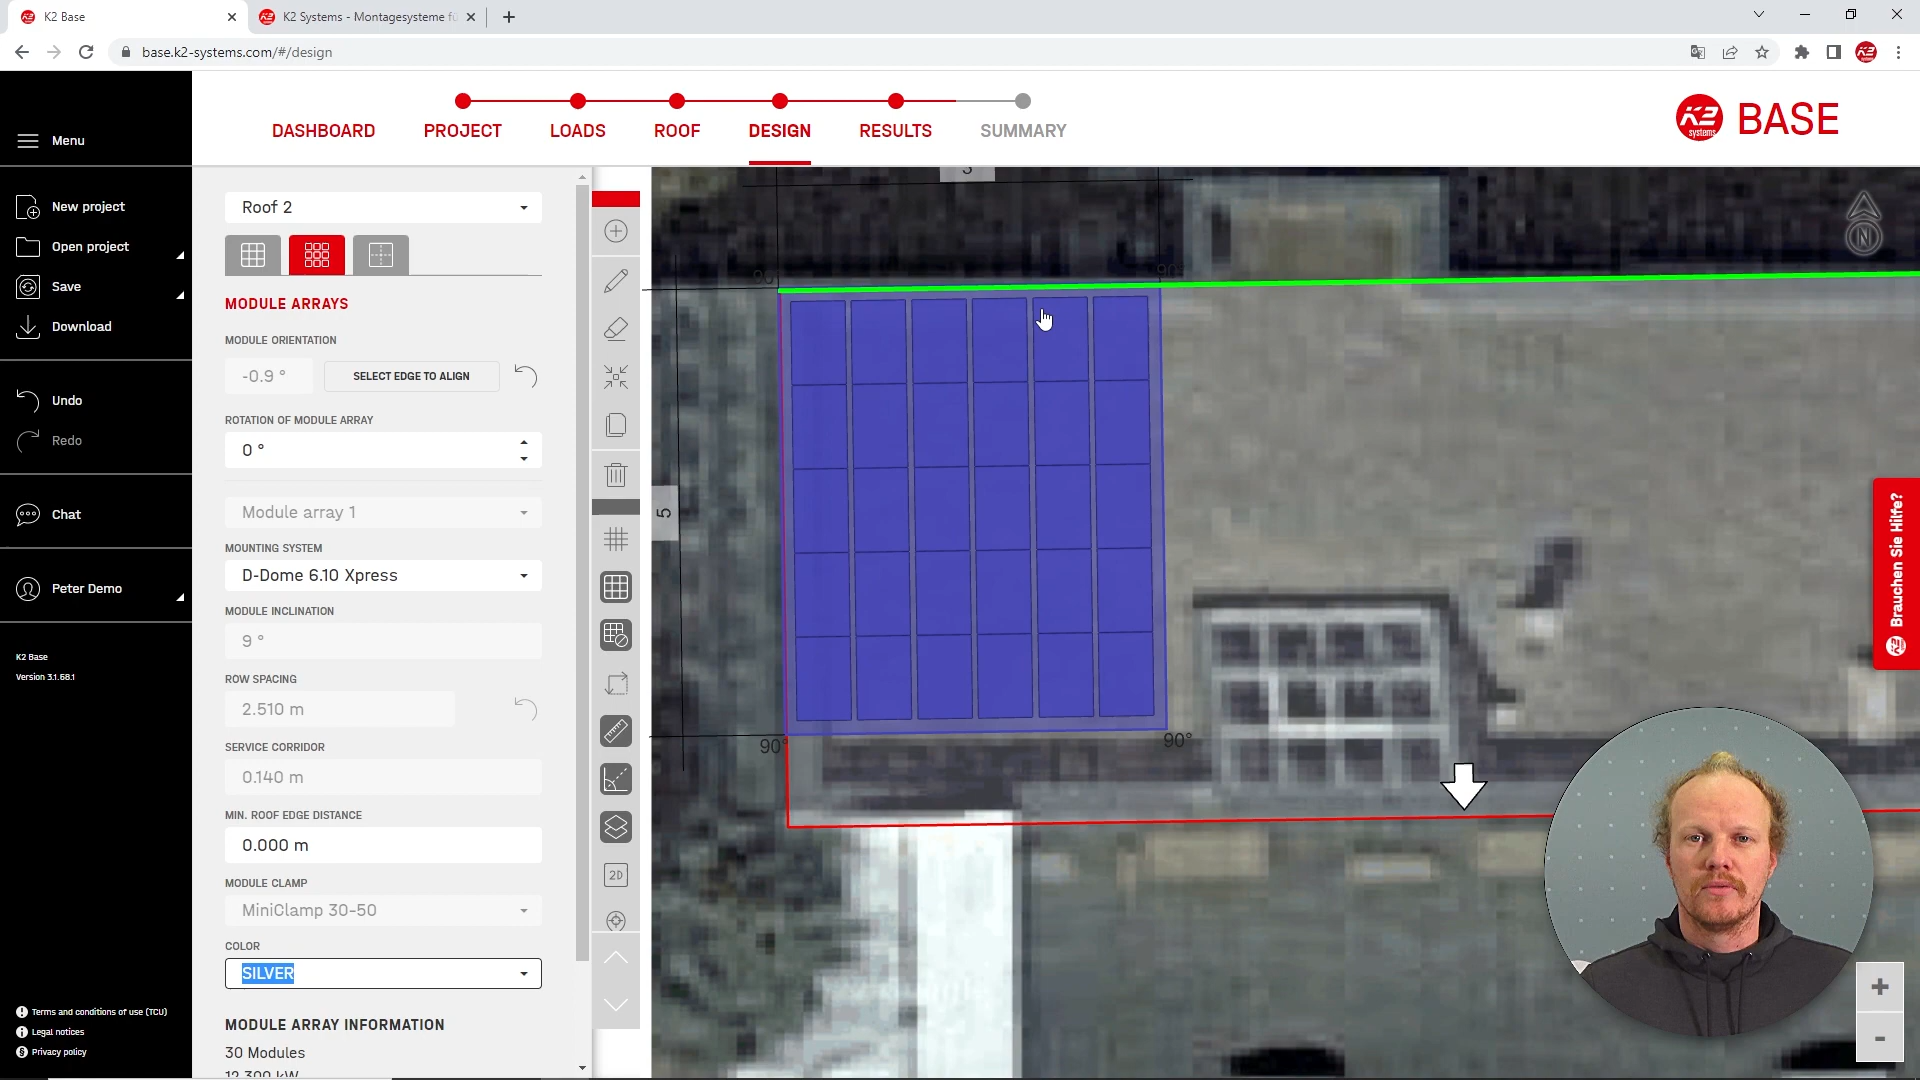 K2 Base
K2 Systems - Montagesysteme fü
base.k2-systems.com/#/design
Menu
New project
Open project
Save
Download
Undo
Redo
Chat
Peter Demo
K2 Base
Version 3.1.68.1
Terms and conditions of use (TCU)
Legal notices
Privacy policy
DASHBOARD
PROJECT
LOADS
ROOF
DESIGN
RESULTS
SUMMARY
K2 systems BASE
Roof 2
MODULE ARRAYS
MODULE ORIENTATION
-0.9 °
SELECT EDGE TO ALIGN
ROTATION OF MODULE ARRAY
0 °
Module array 1
MOUNTING SYSTEM
D-Dome 6.10 Xpress
MODULE INCLINATION
9 °
ROW SPACING
2.510 m
SERVICE CORRIDOR
0.140 m
MIN. ROOF EDGE DISTANCE
0.000 m
MODULE CLAMP
MiniClamp 30-50
COLOR
SILVER
MODULE ARRAY INFORMATION
30 Modules
12.300 kW
2D
5
90°
90°
90°
90°
N
Brauchen Sie Hilfe?
+
-